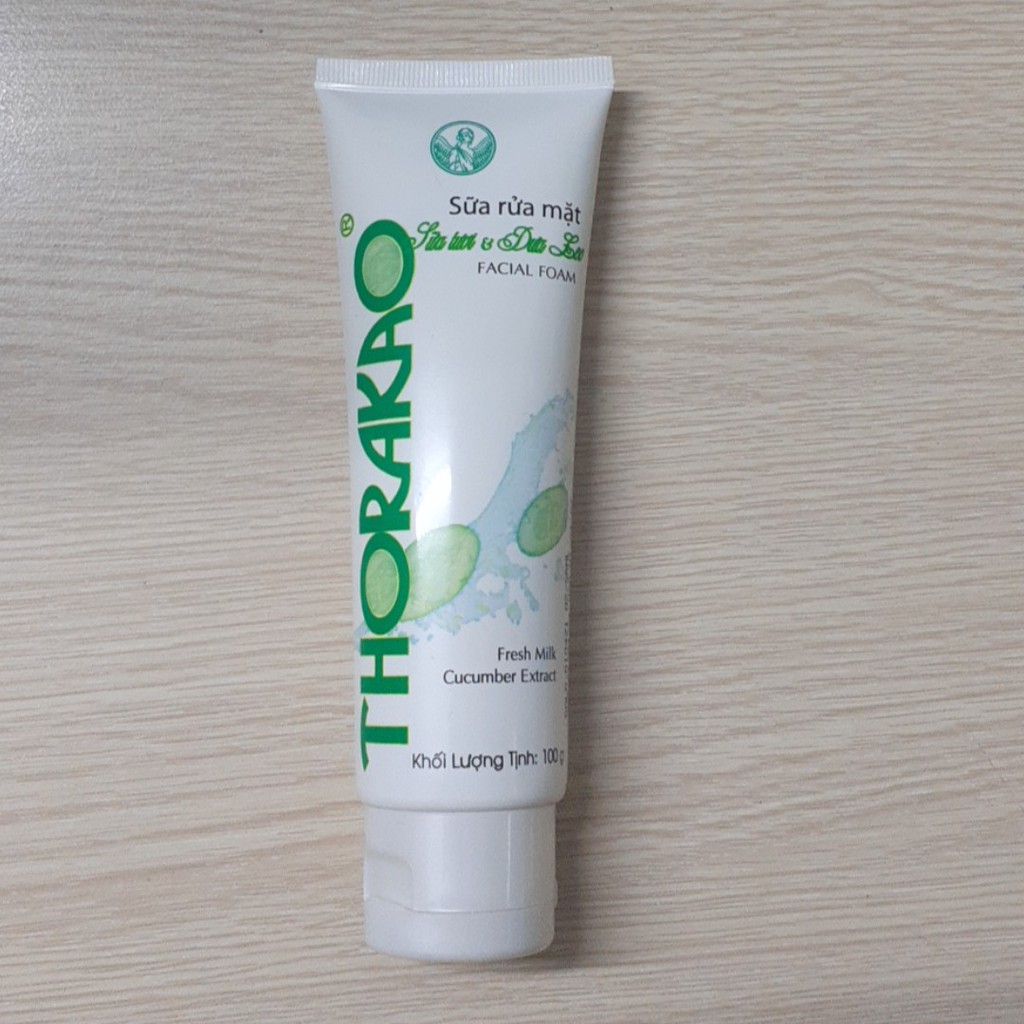 Sữa rửa mặt
Sữa tươi & Dưa Leo
FACIAL FOAM
THORAKAO®
Fresh Milk
Cucumber Extract
Khối Lượng Tịnh: 100 g